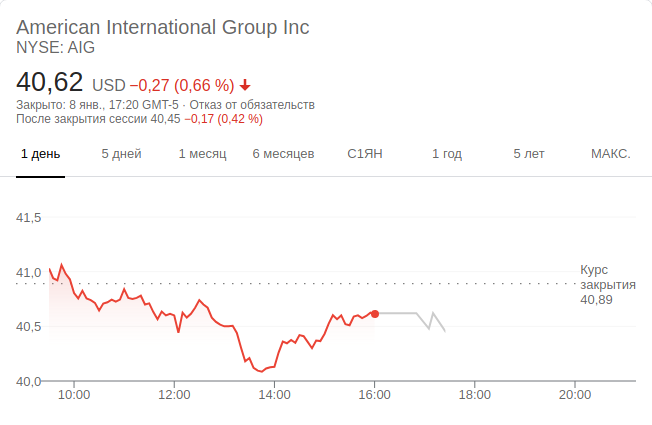 American International Group Inc
NYSE: AIG
40,62 USD −0,27 (0,66 %)
Закрыто: 8 янв., 17:20 GMT-5 · Отказ от обязательств
После закрытия сессии 40,45 −0,17 (0,42 %)
1 день 5 дней 1 месяц 6 месяцев С1ЯН 1 год 5 лет МАКС.
41,5
41,0
40,5
40,0
Курс
закрытия
40,89
10:00 12:00 14:00 16:00 18:00 20:00